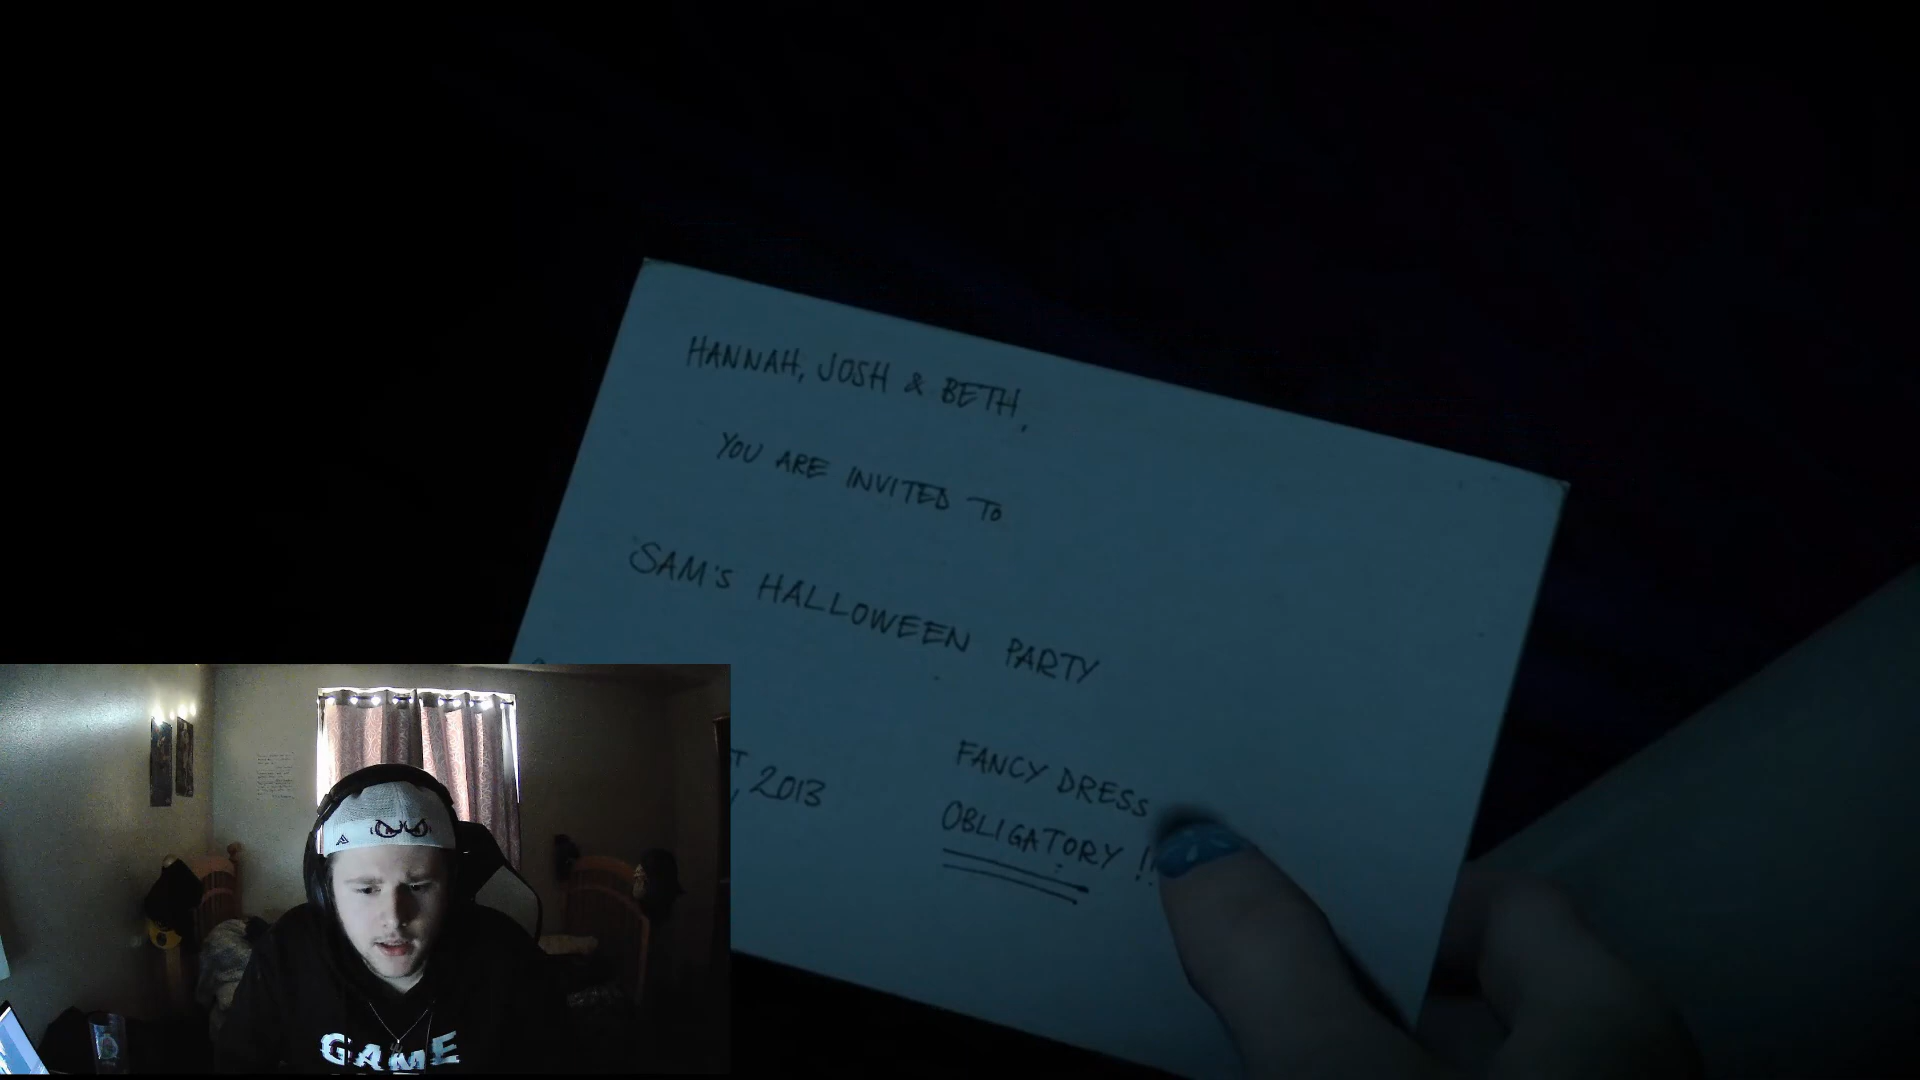 HANNAH, JOSH & BETH,
YOU ARE INVITED TO
SAM'S HALLOWEEN PARTY
2013
FANCY DRESS
OBLIGATORY !!
GAME